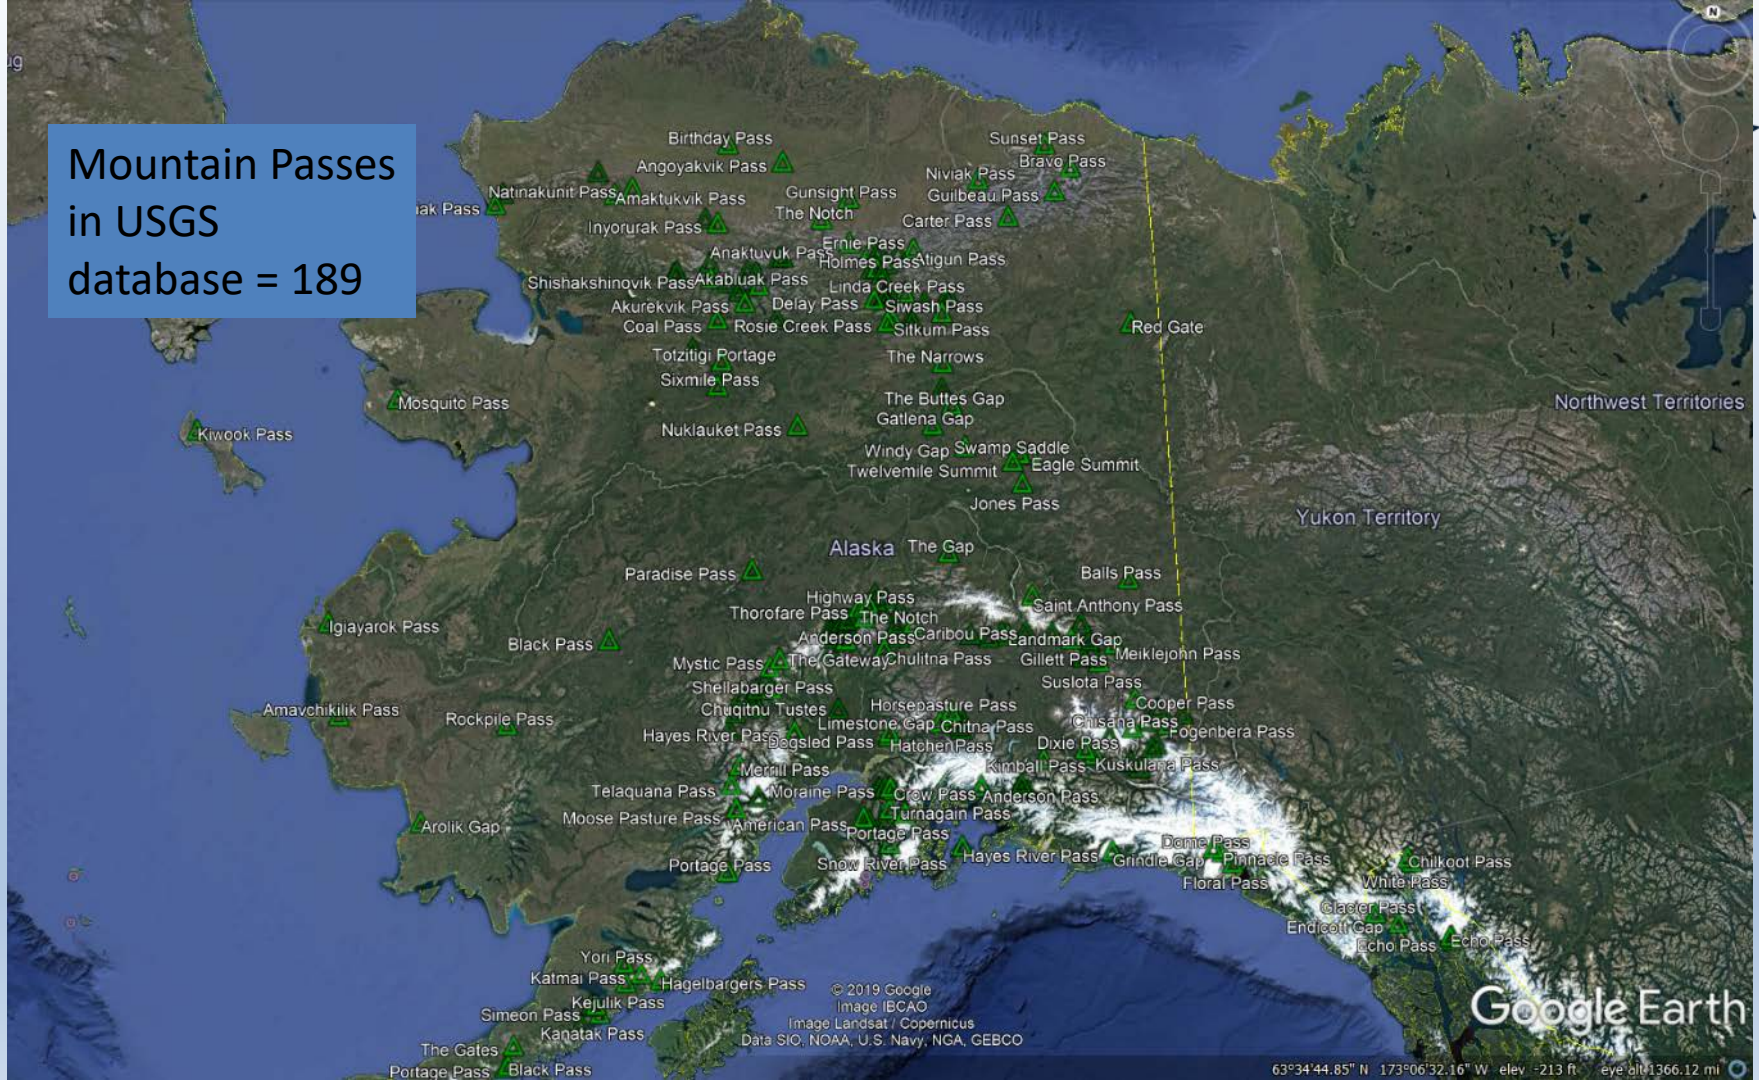 N
ug
Mountain Passes
in USGS
database = 189
Birthday Pass
Sunset Pass
Angoyakvik Pass
Bravo Pass
Niviak Pass
Natinakunit Pass
Amaktukvik Pass
Gunsight Pass
Guilbeau Pass
iak Pass
The Notch
Carter Pass
Inyorurak Pass
Ernie Pass
Anaktuvuk Pass
Holmes Pass
Atigun Pass
Shishakshinovik Pass
Akabluak Pass
Linda Creek Pass
Akurekvik Pass
Delay Pass
Siwash Pass
Coal Pass
Rosie Creek Pass
Sitkum Pass
Red Gate
Totzitigi Portage
The Narrows
Sixmile Pass
Mosquito Pass
The Buttes Gap
Northwest Territories
Gatlena Gap
Kiwook Pass
Nuklauket Pass
Windy Gap
Swamp Saddle
Twelvemile Summit
Eagle Summit
Jones Pass
Yukon Territory
Alaska
The Gap
Paradise Pass
Balls Pass
Highway Pass
Saint Anthony Pass
Thorofare Pass
The Notch
Igiayarok Pass
Anderson Pass
Caribou Pass
Landmark Gap
Black Pass
Meiklejohn Pass
Mystic Pass
The Gateway
Chulitna Pass
Gillett Pass
Suslota Pass
Shellabarger Pass
Cooper Pass
Amavchikilik Pass
Chuqitnu Tustes
Horsepasture Pass
Rockpile Pass
Limestone Gap
Chitna Pass
Chisana Pass
Hayes River Pass
Dogsled Pass
Hatchen Pass
Dixie Pass
Merrill Pass
Kimball Pass
Kuskulana Pass
Telaquana Pass
Moraine Pass
Crow Pass
Anderson Pass
Moose Pasture Pass
American Pass
Turnagain Pass
Arolik Gap
Portage Pass
Dome Pass
Portage Pass
Snow River Pass
Hayes River Pass
Grindle Gap
Pinnacle Pass
Chilkoot Pass
Floral Pass
White Pass
Glacier Pass
Endicott Gap
Echo Pass
Echo Pass
Yori Pass
Katmai Pass
Hagelbargers Pass
Kejulik Pass
Simeon Pass
Kanatak Pass
The Gates
Portage Pass
Black Pass
© 2019 Google
Image IBCAO
Image Landsat / Copernicus
Data SIO, NOAA, U.S. Navy, NGA, GEBCO
Google Earth
63°34'44.85" N 173°06'32.16" W elev -213 ft eye alt 1366.12 mi